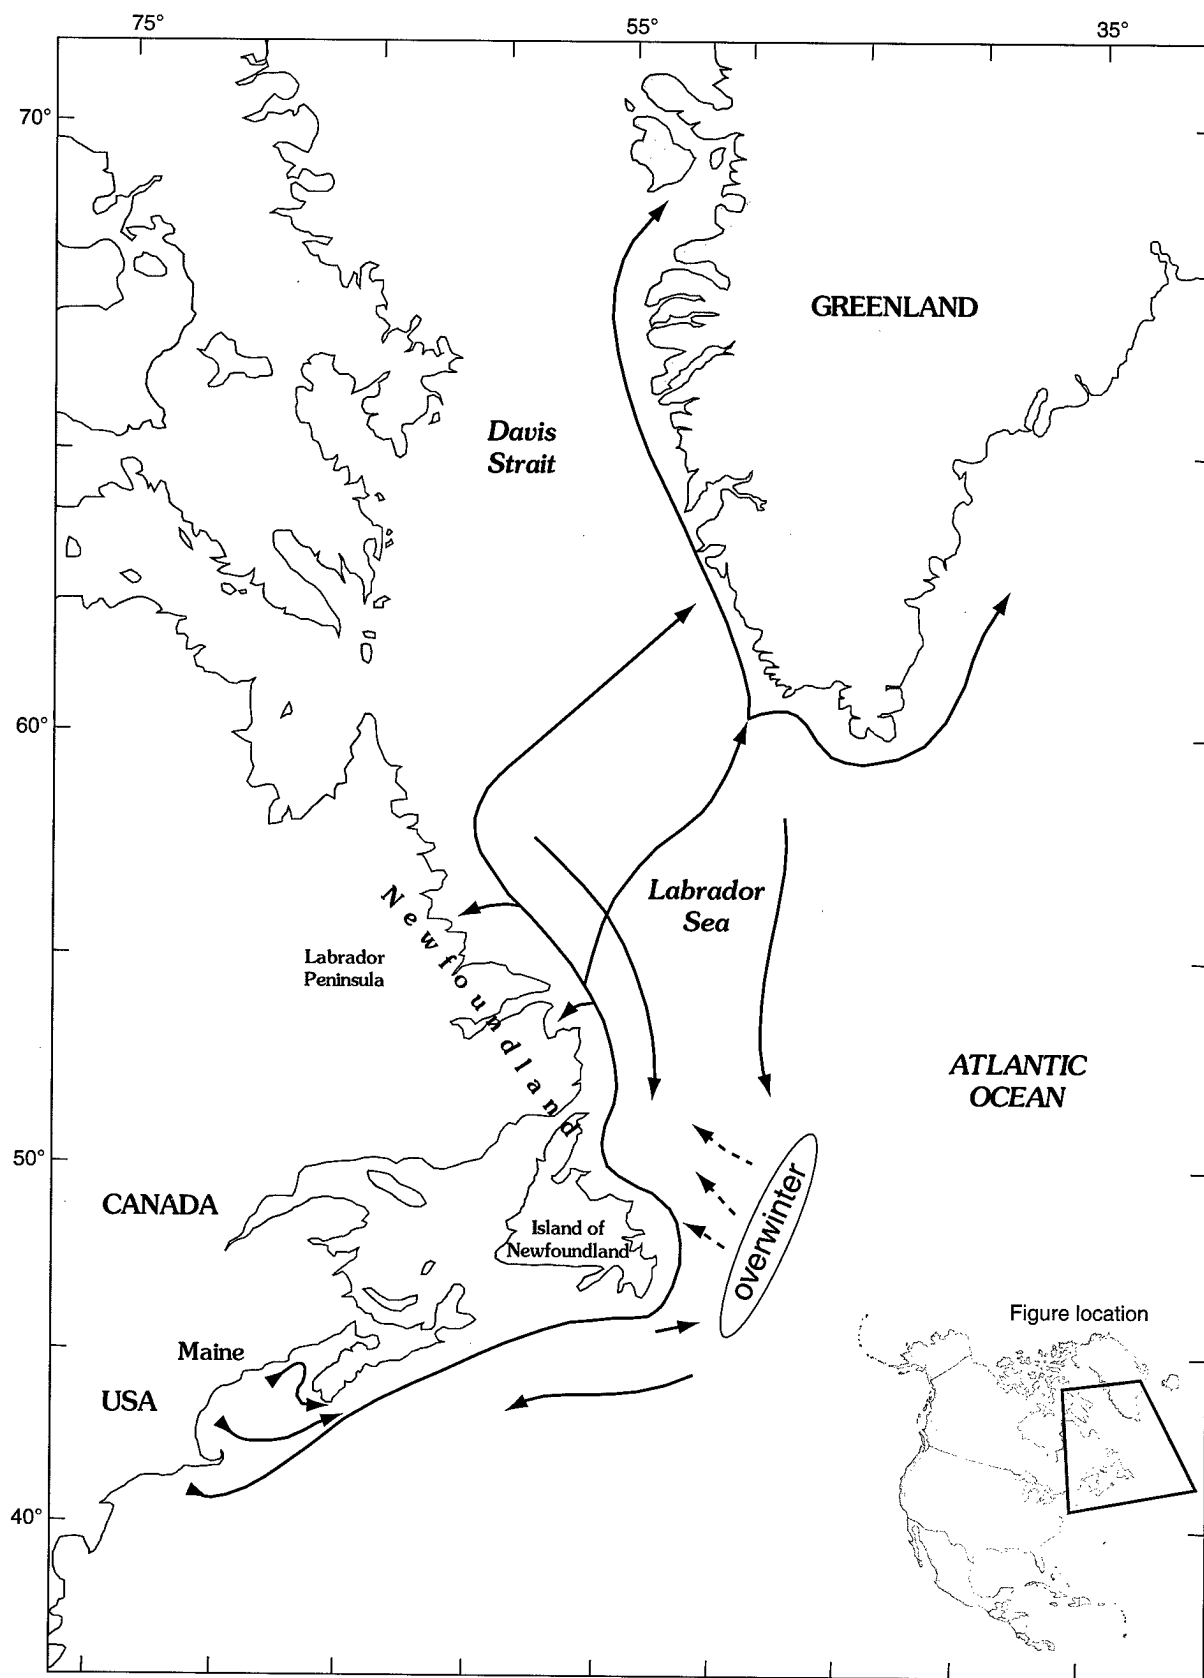 75°
55°
35°
70°
GREENLAND
Davis
Strait
60°
Labrador
Sea
Newfoundland
Labrador
Peninsula
ATLANTIC
OCEAN
50°
CANADA
Island of
Newfoundland
overwinter
Figure location
Maine
USA
40°